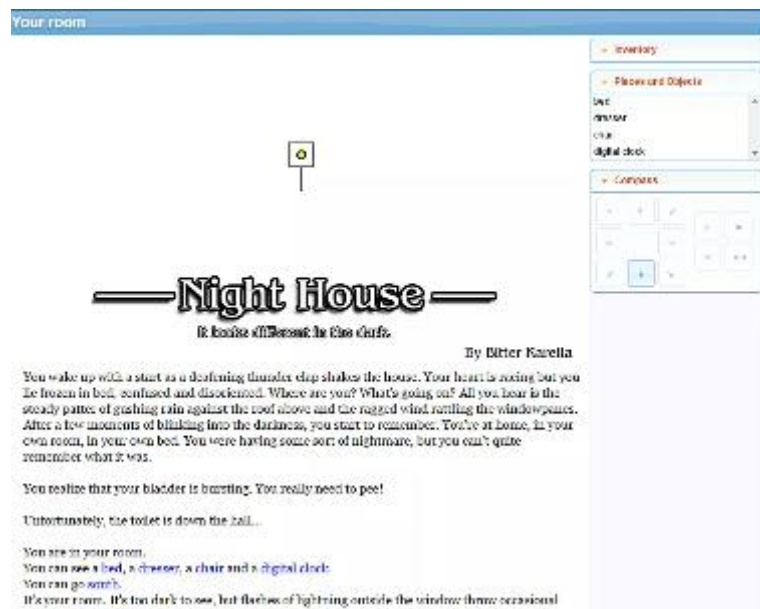 Your room
Inventory
Places and Objects
bed
dresser
chair
digital clock
Compass
Night House
It looks different in the dark.
By Bitter Karella
You wake up with a start as a deafening thunder clap shakes the house. Your heart is racing but you
lie frozen in bed, confused and disoriented. Where are you? What's going on? All you hear is the
steady patter of gushing rain against the roof above and the ragged wind rattling the windowpanes.
After a few moments of blinking into the darkness, you start to remember. You're at home, in your
own room, in your own bed. You were having some sort of nightmare, but you can't quite
remember what it was.
You realize that your bladder is bursting. You really need to pee!
Unfortunately, the toilet is down the hall...
You are in your room.
You can see a bed, a dresser, a chair and a digital clock.
You can go south.
It's your room. It's too dark to see, but flashes of lightning outside the window throw occasional